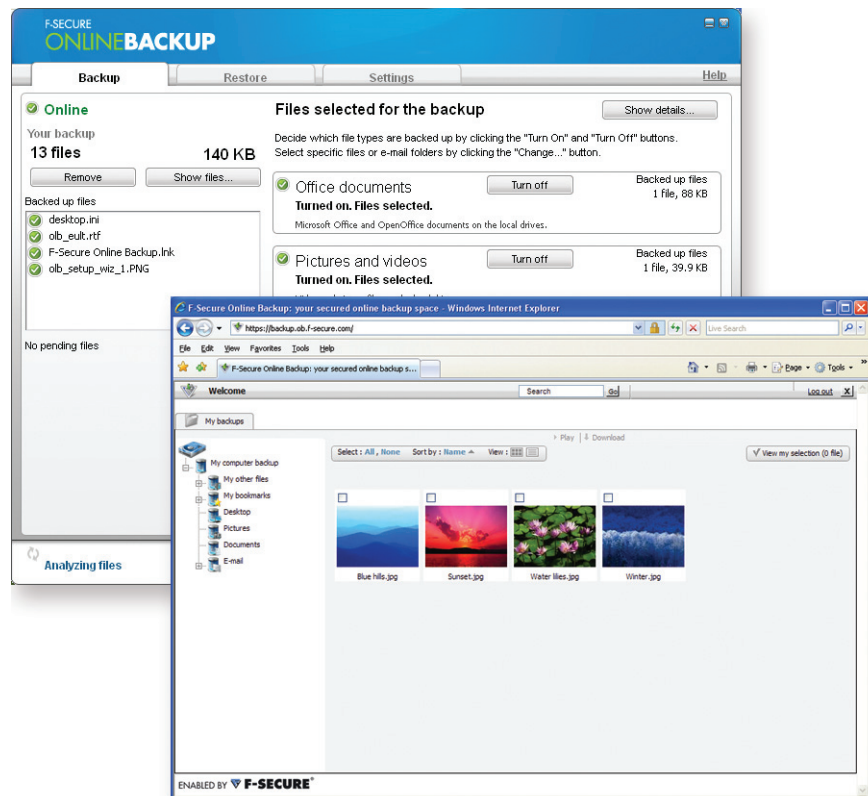 F-SECURE
ONLINEBACKUP
Backup
Restore
Settings
Help
Online
Your backup
13 files 140 KB
Remove
Show files...
Backed up files
desktop.ini
olb_eult.rtf
F-Secure Online Backup.lnk
olb_setup_wiz_1.PNG
No pending files
Analyzing files
Files selected for the backup
Show details...
Decide which file types are backed up by clicking the "Turn On" and "Turn Off" buttons.
Select specific files or e-mail folders by clicking the "Change..." button.
Office documents
Turn off
Backed up files
1 file, 88 KB
Turned on. Files selected.
Microsoft Office and OpenOffice documents on the local drives.
Pictures and videos
Turn off
Backed up files
1 file, 39.9 KB
Turned on. Files selected.
F-Secure Online Backup: your secured online backup space - Windows Internet Explorer
https://backup.ob.f-secure.com/
Live Search
File Edit View Favorites Tools Help
F-Secure Online Backup: your secured online backup s...
Page
Tools
Welcome
Search
Go
Log out X
My backups
Play | Download
Select : All , None Sort by : Name View :
View my selection (0 file)
My computer backup
My other files
My bookmarks
Desktop
Pictures
Documents
E-mail
Blue hills.jpg
Sunset.jpg
Water lilies.jpg
Winter.jpg
ENABLED BY F-SECURE®